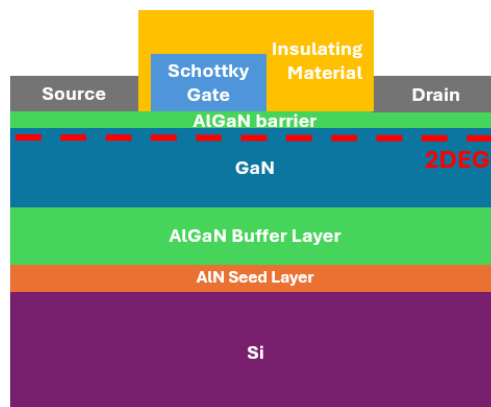 Insulating
Material
Schottky
Gate
Source
Drain
AlGaN barrier
2DEG
GaN
AlGaN Buffer Layer
AlN Seed Layer
Si